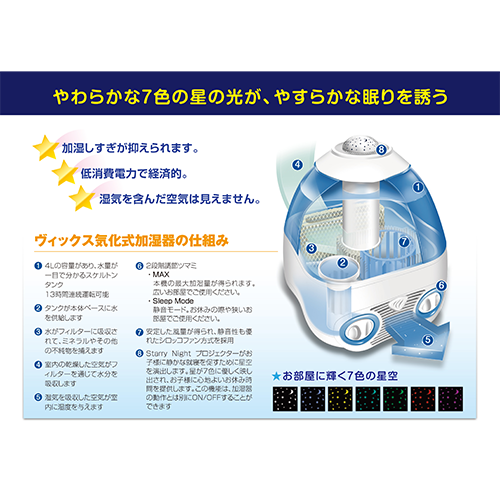 やわらかな7色の星の光が、やすらかな眠りを誘う
加湿しすぎが抑えられます。
低消費電力で経済的。
湿気を含んだ空気は見えません。
ヴィックス気化式加湿器の仕組み
1 4Lの容量があり、水量が
一目で分かるスケルトン
タンク
13時間連続運転可能
2 タンクが本体ベースに水
を供給します
3 水がフィルターに吸収さ
れて、ミネラルやその他
の不純物を捕えます
4 室内の乾燥した空気がフ
ィルターを通じて水分を
吸収します
5 湿気を吸収した空気が室
内に湿度を与えます
6 2段階調節ツマミ
・MAX
本機の最大加湿量が得られます。
広いお部屋でご使用ください。
・Sleep Mode
静音モード。お休みの際や狭いお
部屋でご使用ください。
7 安定した風量が得られ、静音性も優
れたシロッコファン方式を採用
8 Starry Night プロジェクターがお
子様に静かな就寝を促すために星空
を演出します。星が7色に優しく映し
出され、お子様に心地よいお休み時
間を提供します。この機能は、加湿器
の動作とは別にON/OFFすることが
できます
8
4
1
3
2
7
6
5
★お部屋に輝く7色の星空